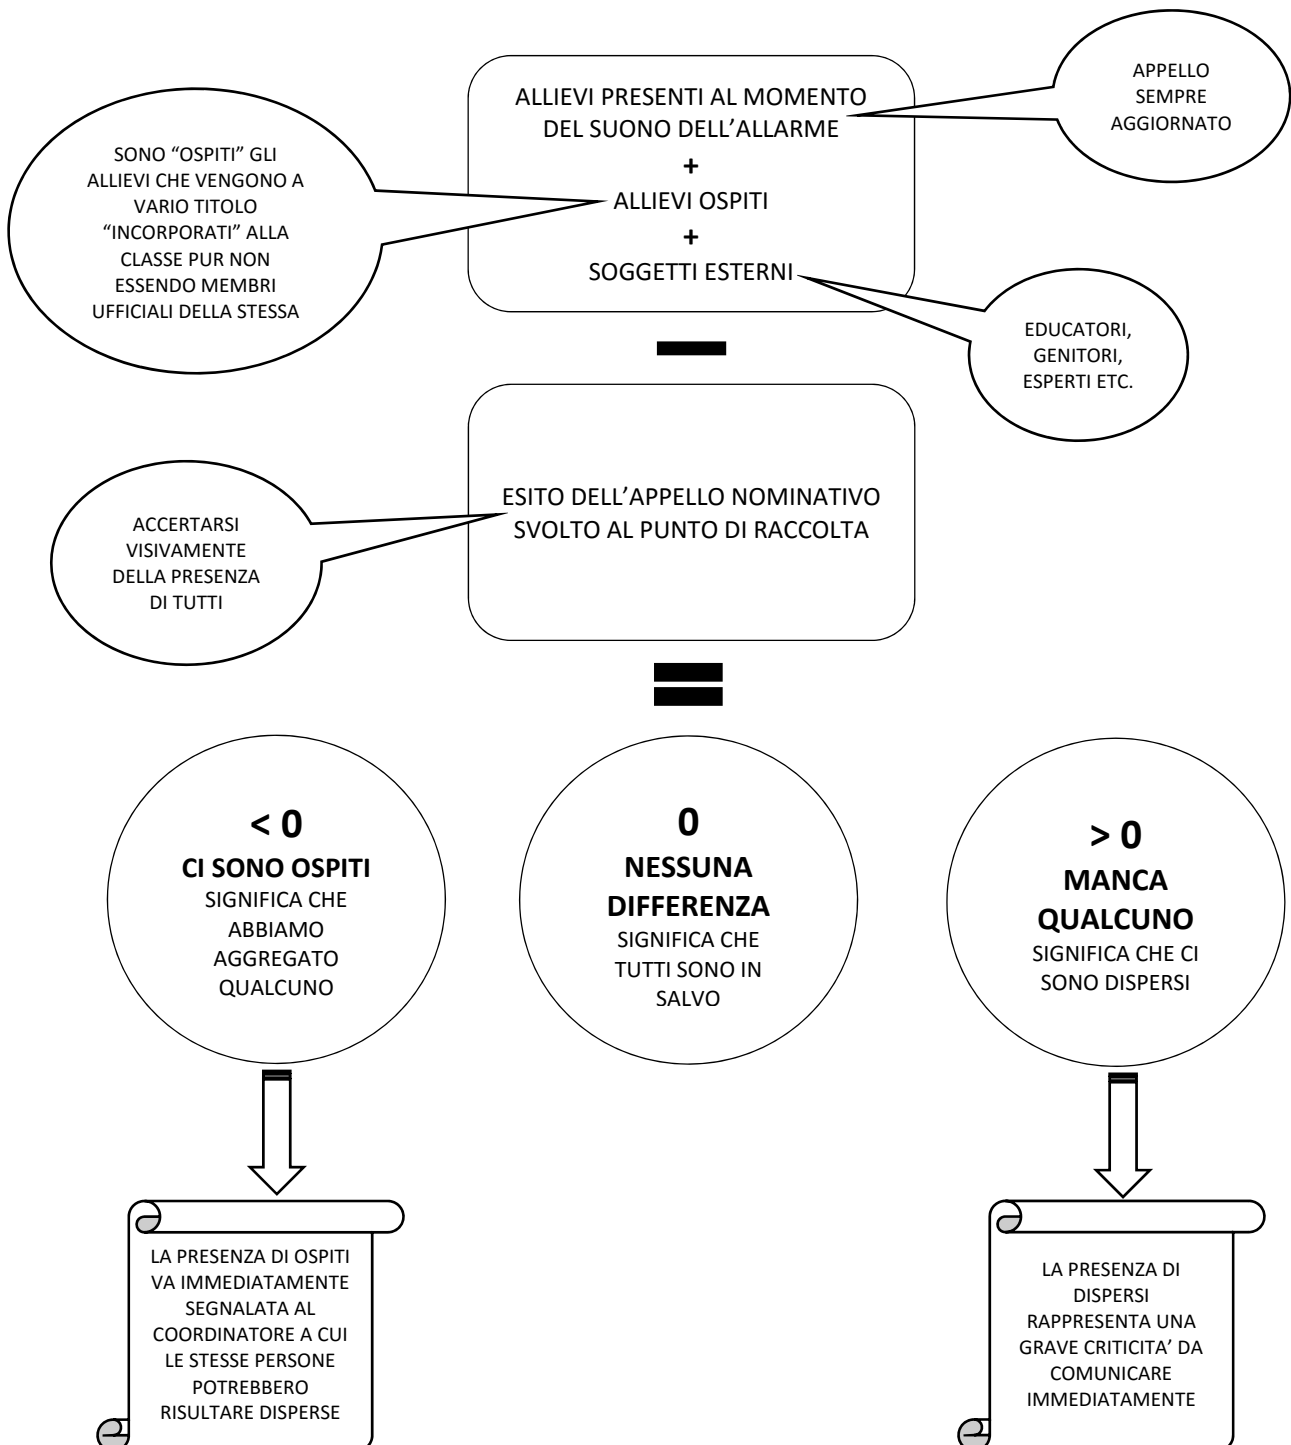 APPELLO
SEMPRE
AGGIORNATO
ALLIEVI PRESENTI AL MOMENTO
DEL SUONO DELL’ALLARME
+
ALLIEVI OSPITI
+
SOGGETTI ESTERNI
SONO “OSPITI” GLI
ALLIEVI CHE VENGONO A
VARIO TITOLO
“INCORPORATI” ALLA
CLASSE PUR NON
ESSENDO MEMBRI
UFFICIALI DELLA STESSA
EDUCATORI,
GENITORI,
ESPERTI ETC.
ESITO DELL’APPELLO NOMINATIVO
SVOLTO AL PUNTO DI RACCOLTA
ACCERTARSI
VISIVAMENTE
DELLA PRESENZA
DI TUTTI
< 0
CI SONO OSPITI
SIGNIFICA CHE
ABBIAMO
AGGREGATO
QUALCUNO
0
NESSUNA
DIFFERENZA
SIGNIFICA CHE
TUTTI SONO IN
SALVO
> 0
MANCA
QUALCUNO
SIGNIFICA CHE CI
SONO DISPERSI
LA PRESENZA DI OSPITI
VA IMMEDIATAMENTE
SEGNALATA AL
COORDINATORE A CUI
LE STESSE PERSONE
POTREBBERO
RISULTARE DISPERSE
LA PRESENZA DI
DISPERSI
RAPPRESENTA UNA
GRAVE CRITICITA’ DA
COMUNICARE
IMMEDIATAMENTE